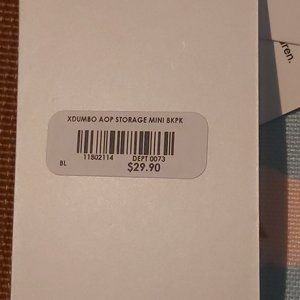 XDUMBO AOP STORAGE MINI BKPK
11802114 DEPT 0073
BL $29.90